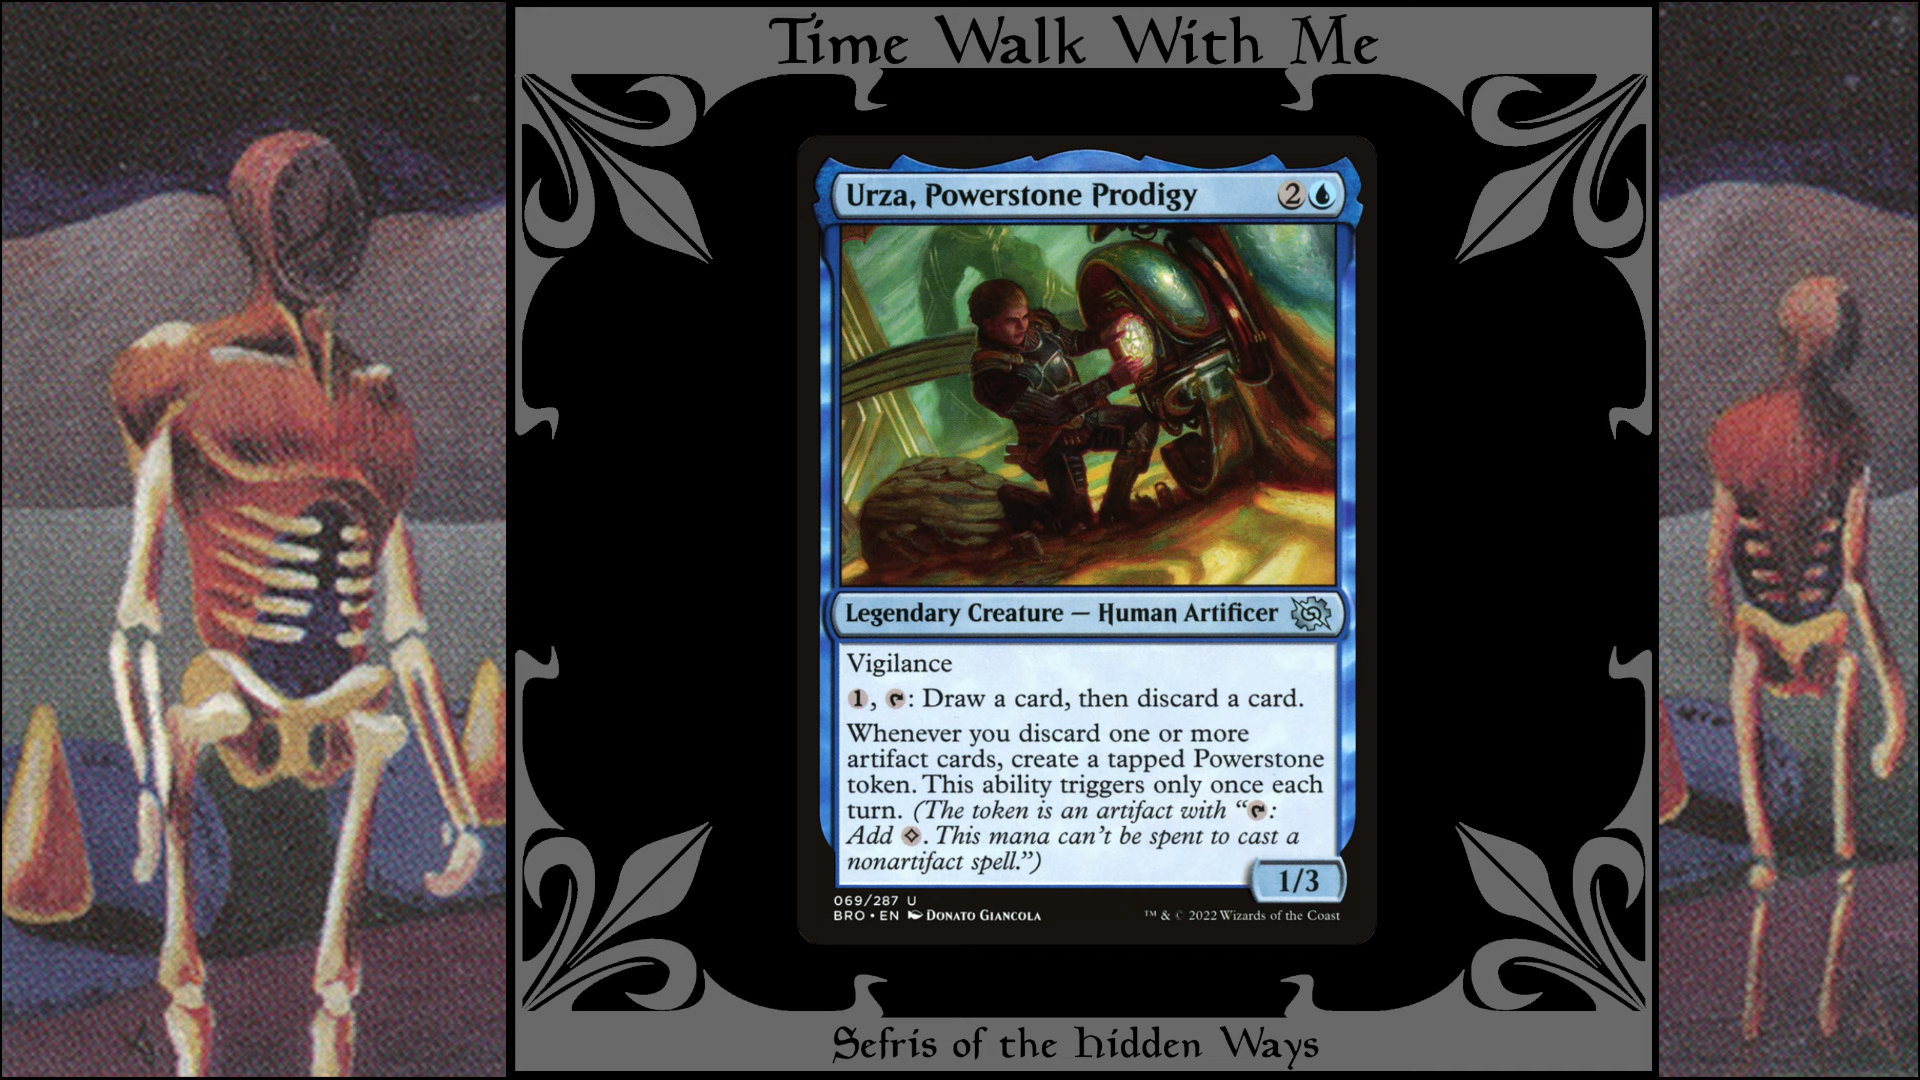 Time Walk With Me
Urza, Powerstone Prodigy 2
Legendary Creature — Human Artificer
Vigilance
1, : Draw a card, then discard a card.
Whenever you discard one or more
artifact cards, create a tapped Powerstone
token. This ability triggers only once each
turn. (The token is an artifact with “:
Add . This mana can’t be spent to cast a
nonartifact spell.”)
1/3
069/287 U
BRO • EN Donato Giancola
™ & © 2022 Wizards of the Coast
Sefris of the Hidden Ways